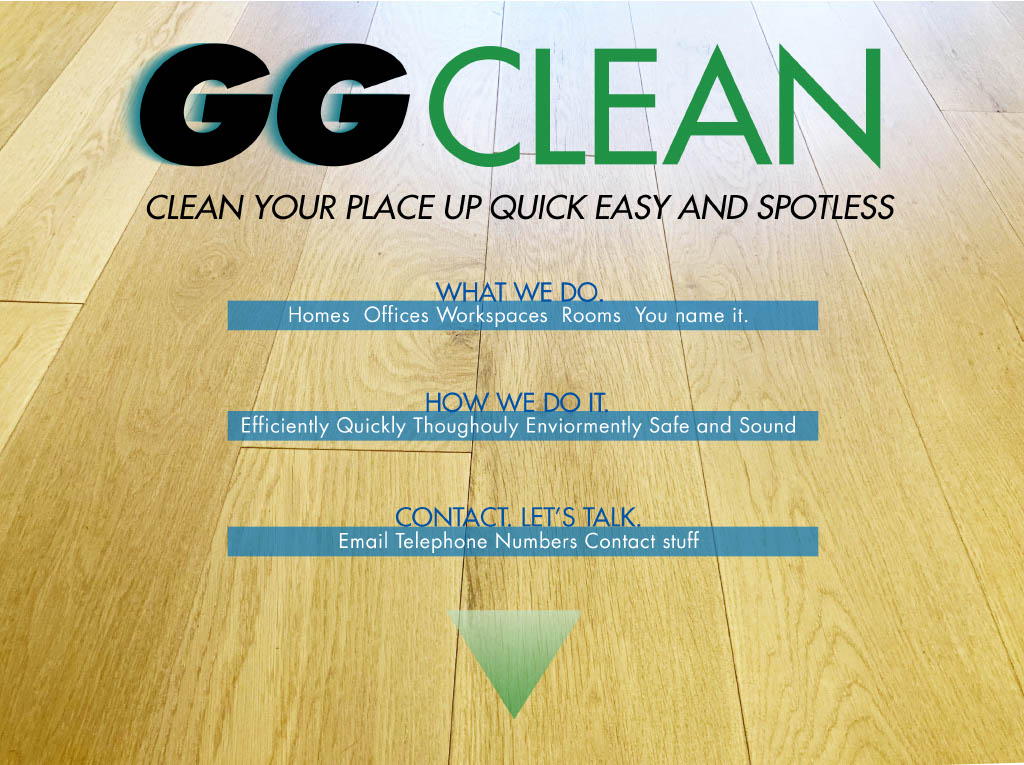 GG CLEAN
CLEAN YOUR PLACE UP QUICK EASY AND SPOTLESS
WHAT WE DO.
Homes Offices Workspaces Rooms You name it.
HOW WE DO IT.
Efficiently Quickly Thoughouly Enviormently Safe and Sound
CONTACT. LET'S TALK.
Email Telephone Numbers Contact stuff